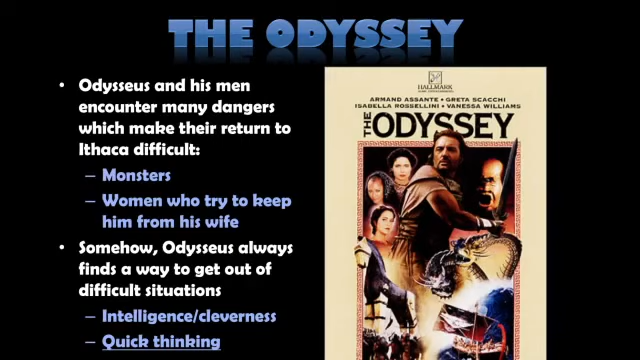 THE ODYSSEY
• Odysseus and his men
encounter many dangers
which make their return to
Ithaca difficult:
– Monsters
– Women who try to keep
him from his wife
• Somehow, Odysseus always
finds a way to get out of
difficult situations
– Intelligence/cleverness
– Quick thinking
HALLMARK
HOME ENTERTAINMENT
ARMAND ASSANTE · GRETA SCACCHI
ISABELLA ROSSELLINI · VANESSA WILLIAMS
THE
ODYSSEY